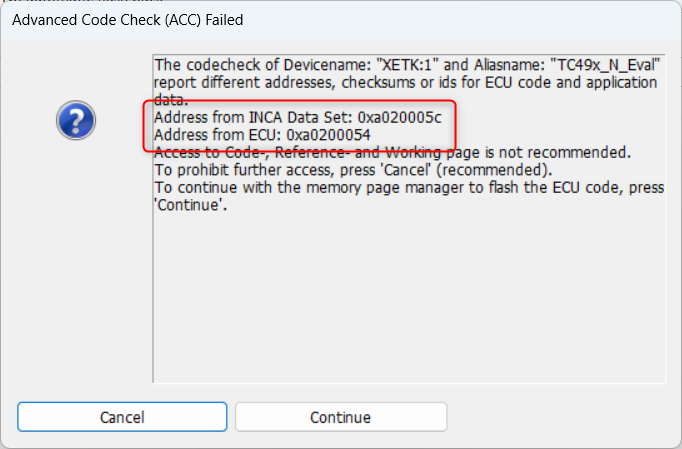 Advanced Code Check (ACC) Failed
The codecheck of Devicename: "XETK:1" and Aliasname: "TC49x_N_Eval"
report different addresses, checksums or ids for ECU code and application
data.
Address from INCA Data Set: 0xa020005c
Address from ECU: 0xa0200054
Access to Code-, Reference- and Working page is not recommended.
To prohibit further access, press 'Cancel' (recommended).
To continue with the memory page manager to flash the ECU code, press
'Continue'.
Cancel
Continue